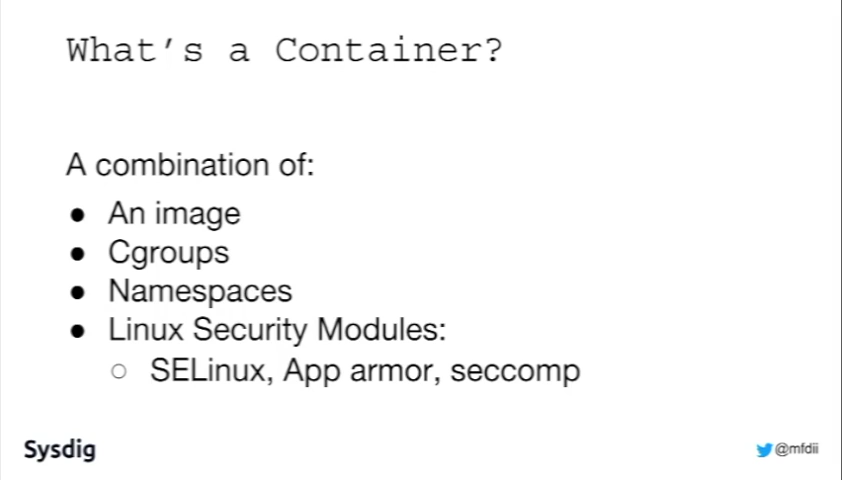 What's a Container?
A combination of:
● An image
● Cgroups
● Namespaces
● Linux Security Modules:
○ SELinux, App armor, seccomp
Sysdig
@mfdii